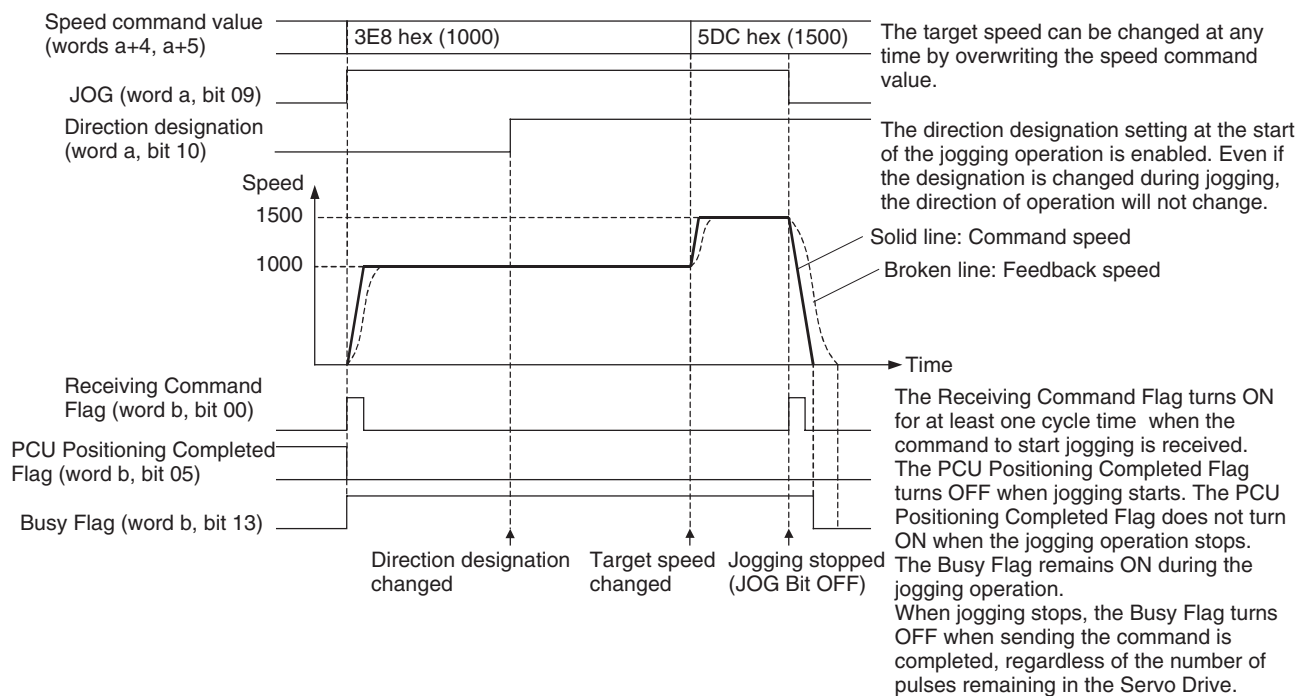 Speed command value
(words a+4, a+5)
3E8 hex (1000)
5DC hex (1500)
The target speed can be changed at any
time by overwriting the speed command
value.
JOG (word a, bit 09)
Direction designation
(word a, bit 10)
The direction designation setting at the start
of the jogging operation is enabled. Even if
the designation is changed during jogging,
the direction of operation will not change.
Speed
1500
1000
Solid line: Command speed
Broken line: Feedback speed
Time
Receiving Command
Flag (word b, bit 00)
PCU Positioning Completed
Flag (word b, bit 05)
Busy Flag (word b, bit 13)
Direction designation
changed
Target speed
changed
Jogging stopped
(JOG Bit OFF)
The Receiving Command Flag turns ON
for at least one cycle time when the
command to start jogging is received.
The PCU Positioning Completed Flag
turns OFF when jogging starts. The PCU
Positioning Completed Flag does not turn
ON when the jogging operation stops.
The Busy Flag remains ON during the
jogging operation.
When jogging stops, the Busy Flag turns
OFF when sending the command is
completed, regardless of the number of
pulses remaining in the Servo Drive.